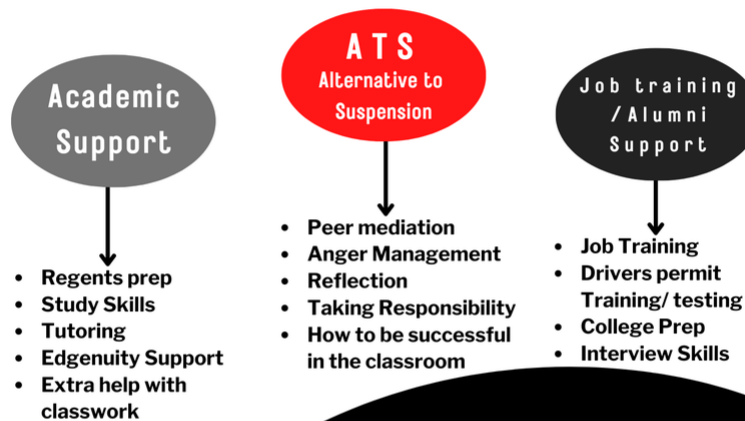 Academic
Support
• Regents prep
• Study Skills
• Tutoring
• Edgenuity Support
• Extra help with
classwork
ATS
Alternative to
Suspension
• Peer mediation
• Anger Management
• Reflection
• Taking Responsibility
• How to be successful
in the classroom
Job training
/Alumni
Support
• Job Training
• Drivers permit
Training/ testing
• College Prep
• Interview Skills